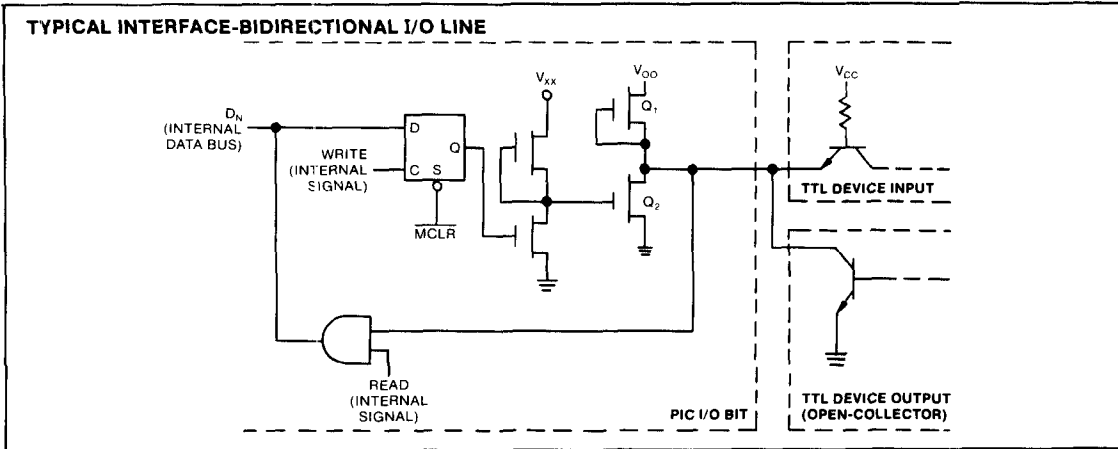 TYPICAL INTERFACE-BIDIRECTIONAL I/O LINE
DN
(INTERNAL
DATA BUS)
WRITE
(INTERNAL
SIGNAL)
D
Q
C S
MCLR
VXX
VOO
Q1
Q2
VCC
TTL DEVICE INPUT
READ
(INTERNAL
SIGNAL)
PIC I/O BIT
TTL DEVICE OUTPUT
(OPEN-COLLECTOR)